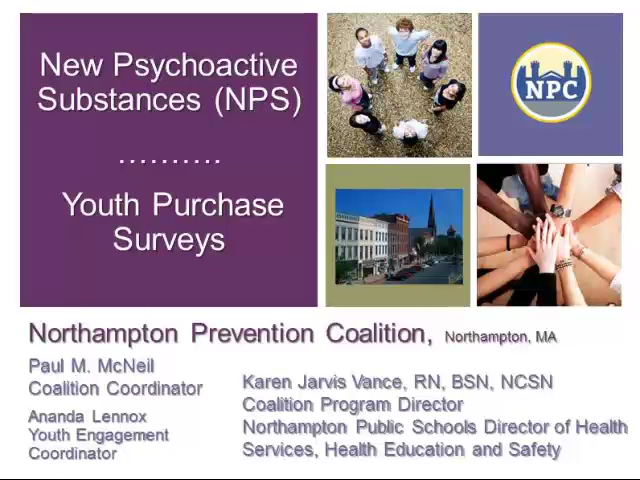 New Psychoactive
Substances (NPS)
……….
Youth Purchase
Surveys
NPC
Northampton Prevention Coalition, Northampton, MA
Paul M. McNeil
Coalition Coordinator
Ananda Lennox
Youth Engagement
Coordinator
Karen Jarvis Vance, RN, BSN, NCSN
Coalition Program Director
Northampton Public Schools Director of Health
Services, Health Education and Safety